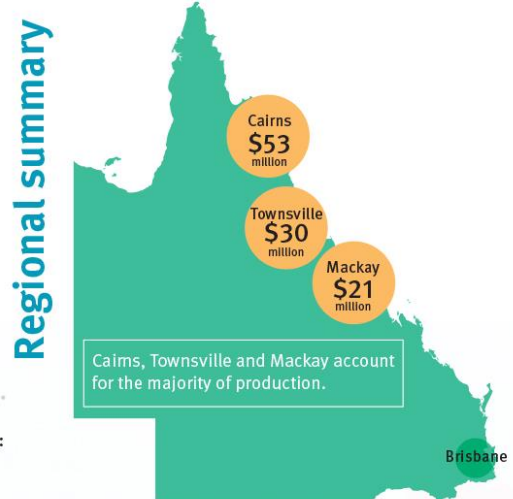 Regional summary
Cairns
$53
million
Townsville
$30
million
Mackay
$21
million
Cairns, Townsville and Mackay account
for the majority of production.
:
Brisbane